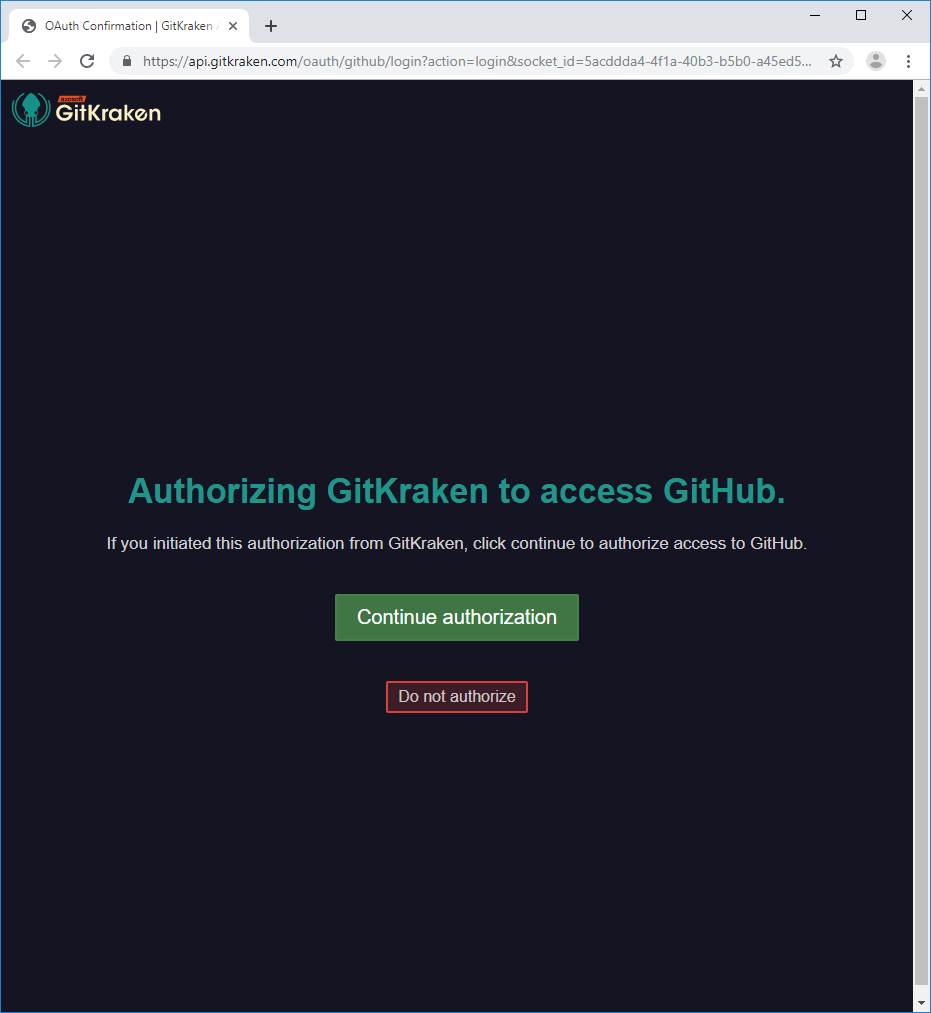 OAuth Confirmation | GitKraken
https://api.gitkraken.com/oauth/github/login?action=login&socket_id=5acddda4-4f1a-40b3-b5b0-a45ed5...
axosoft
GitKraken
Authorizing GitKraken to access GitHub.
If you initiated this authorization from GitKraken, click continue to authorize access to GitHub.
Continue authorization
Do not authorize